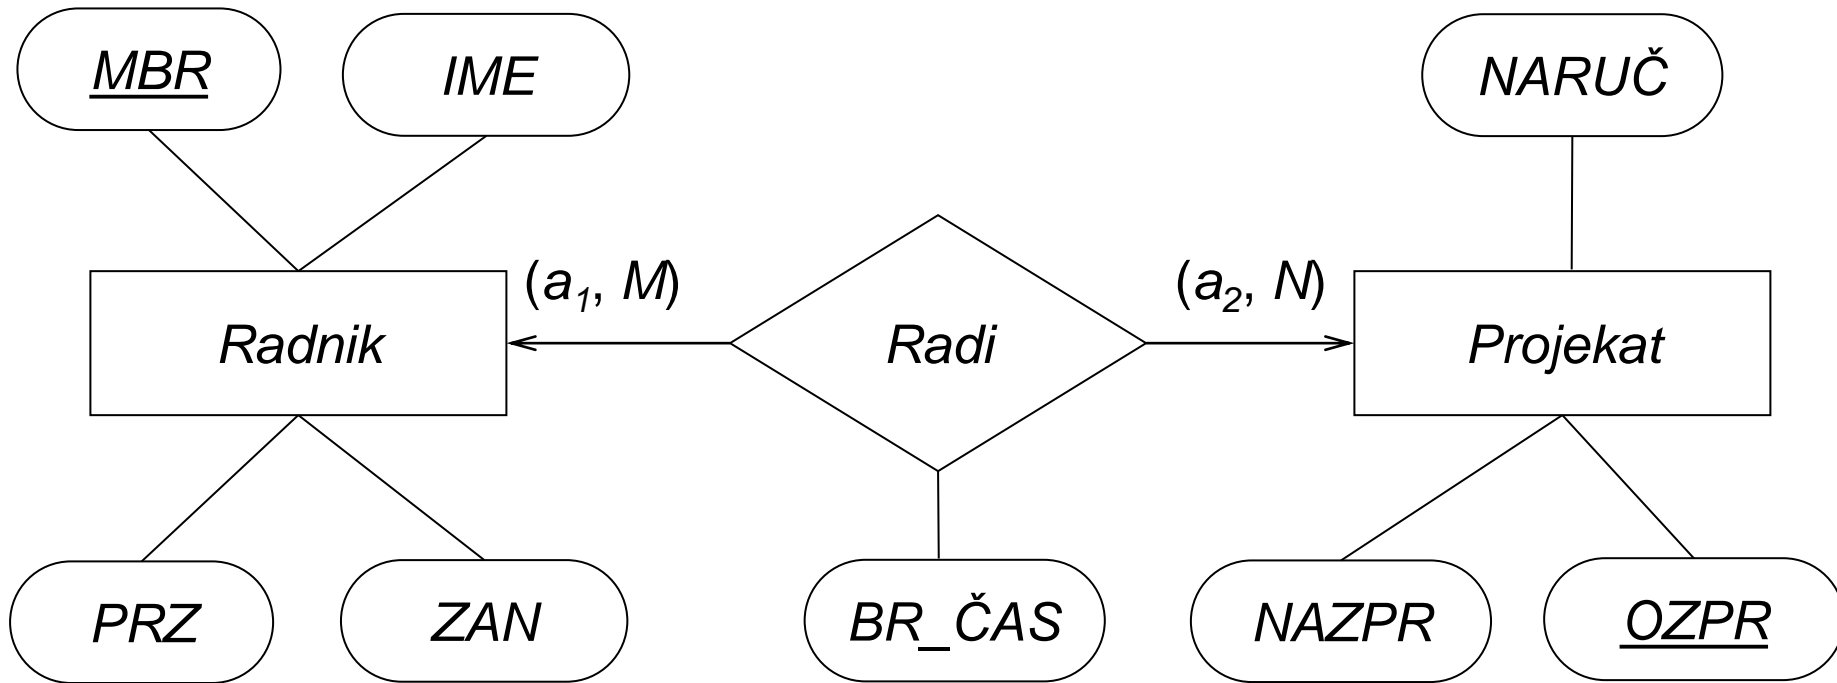 MBR
IME
NARUČ
(a₁, M)
(a₂, N)
Radnik
Radi
Projekat
PRZ
ZAN
BR_ČAS
NAZPR
OZPR